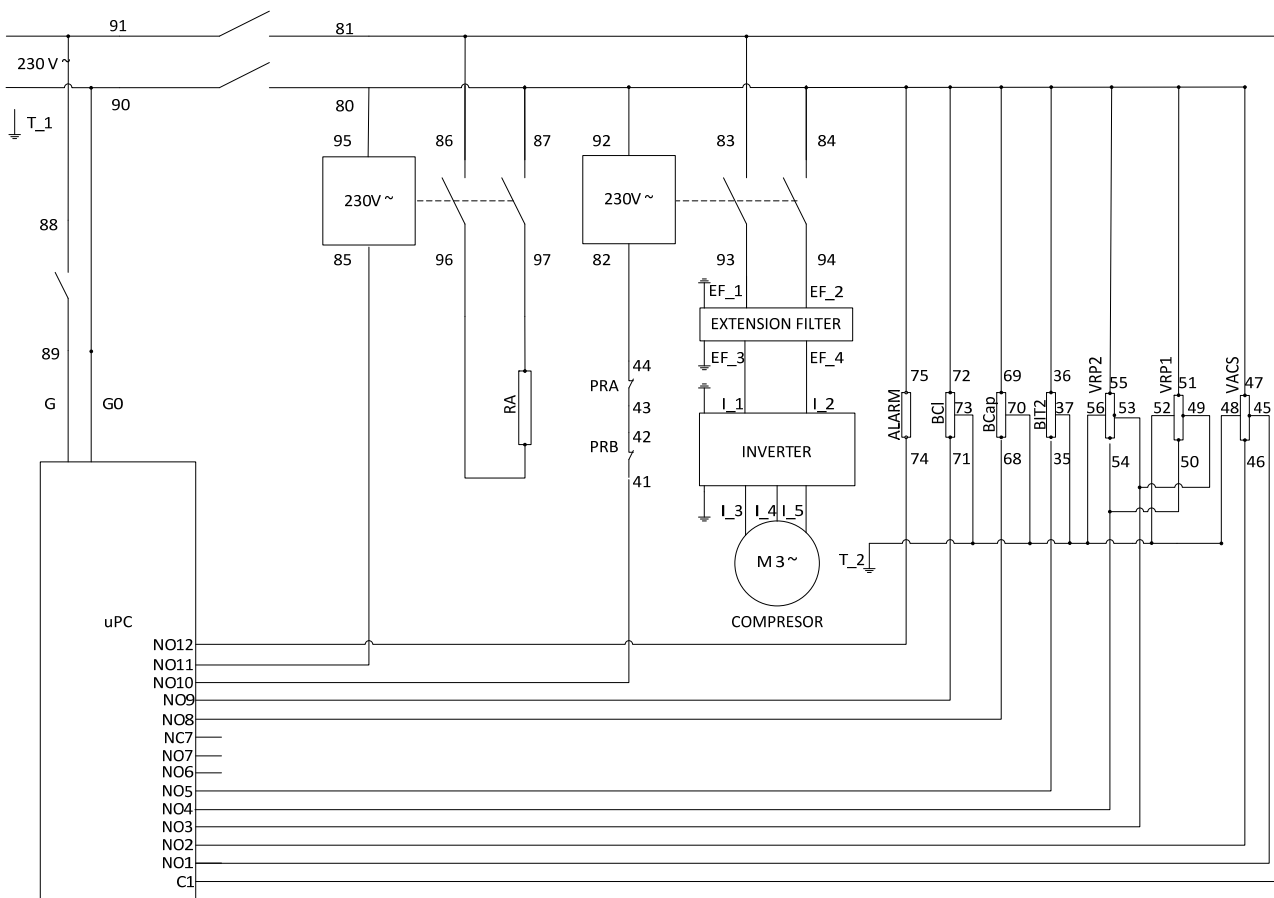 91
81
230 V ~
90
80
T_1
95
86
87
92
83
84
230V ~
230V ~
88
85
96
97
82
93
94
EF_1
EF_2
EXTENSION FILTER
89
EF_3
EF_4
44
PRA
43
42
PRB
41
G
G0
RA
I_1
I_2
INVERTER
I_3
I_4
I_5
M 3 ~
COMPRESOR
T_2
75
ALARM
74
72
BCI
73
71
69
BCap
70
68
36
BIT2
37
35
VRP2
55
56
53
54
VRP1
51
52
49
50
VACS
47
48
45
46
uPC
NO12
NO11
NO10
NO9
NO8
NC7
NO7
NO6
NO5
NO4
NO3
NO2
NO1
C1